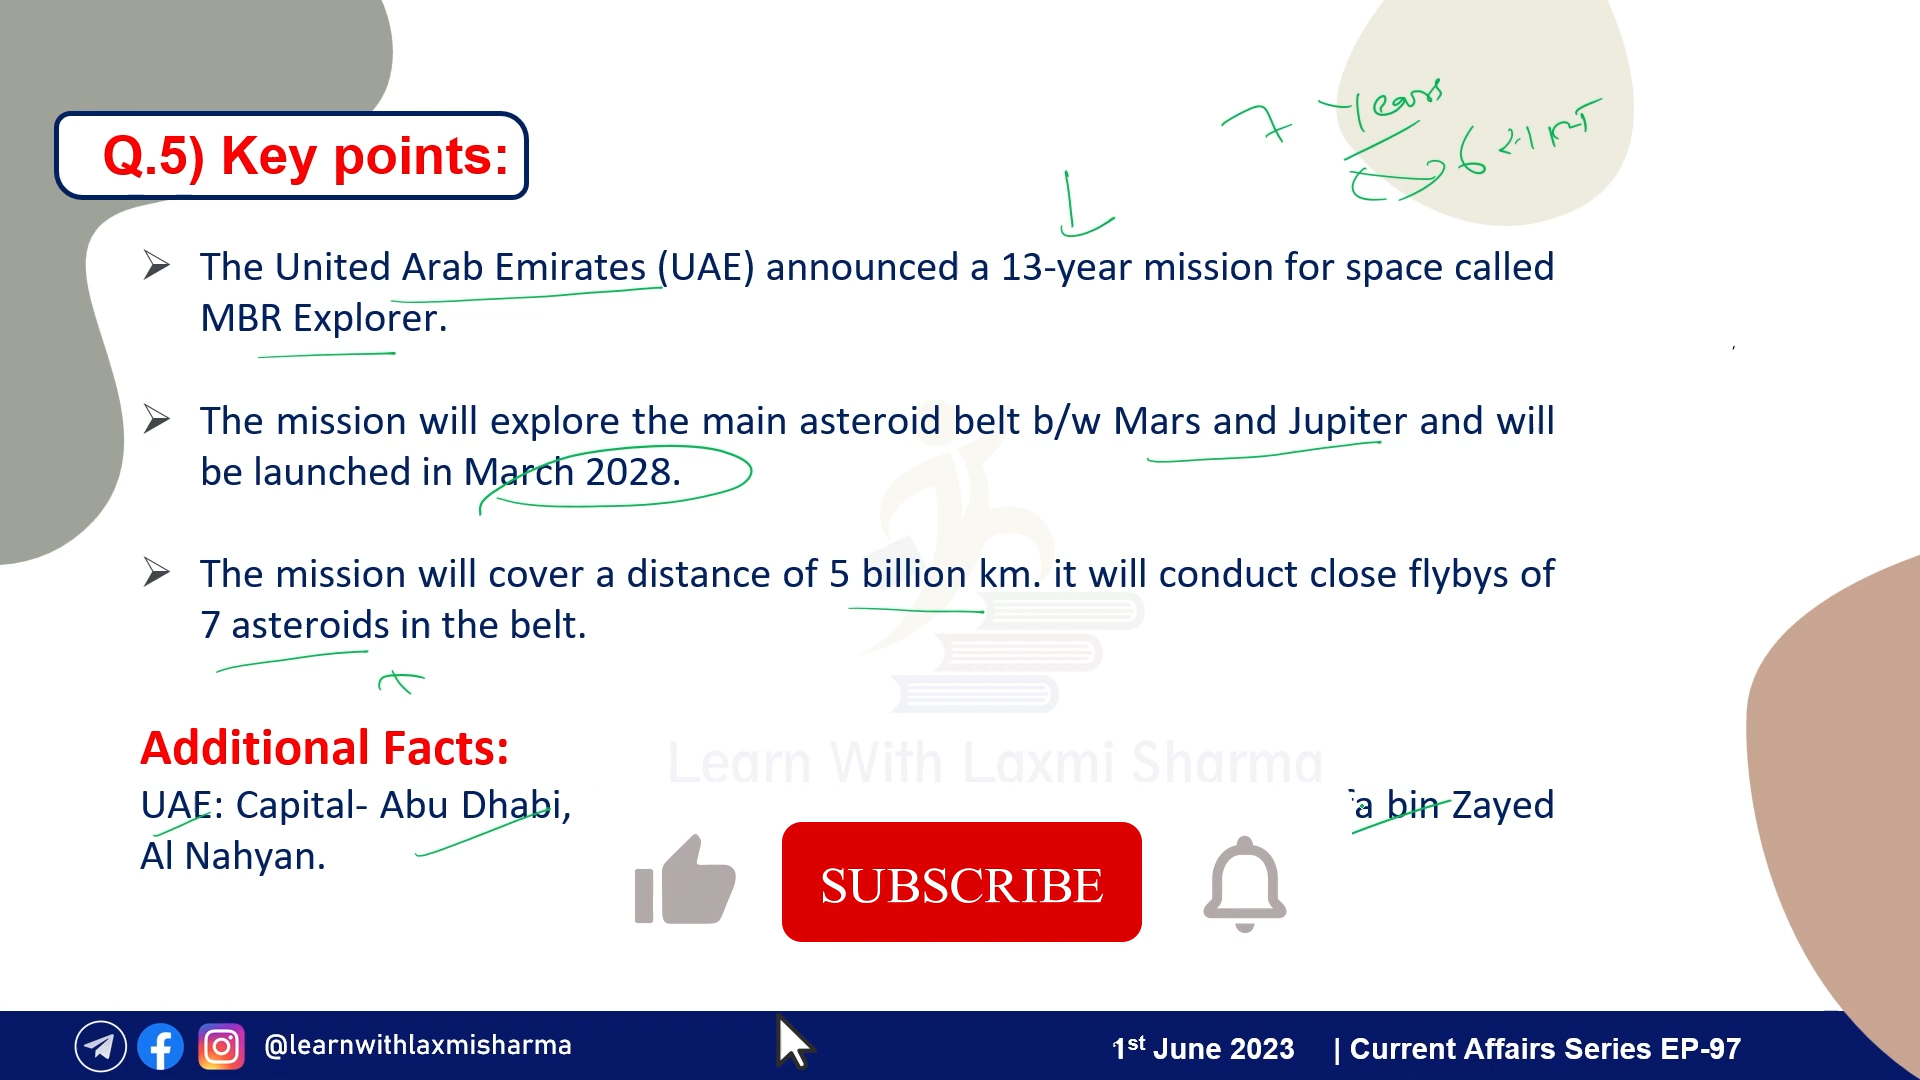 7 Years
Q.5) Key points:
The United Arab Emirates (UAE) announced a 13-year mission for space called
MBR Explorer.
The mission will explore the main asteroid belt b/w Mars and Jupiter and will
be launched in March 2028.
The mission will cover a distance of 5 billion km. it will conduct close flybys of
7 asteroids in the belt.
Additional Facts:
Learn With Laxmi Sharma
UAE: Capital- Abu Dhabi, fa bin Zayed
Al Nahyan.
SUBSCRIBE
@learnwithlaxmisharma
1st June 2023 | Current Affairs Series EP-97